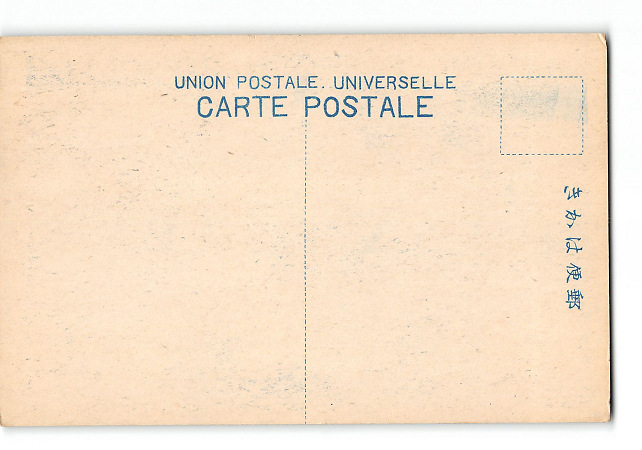 UNION POSTALE. UNIVERSELLE
CARTE POSTALE
きかは便郵